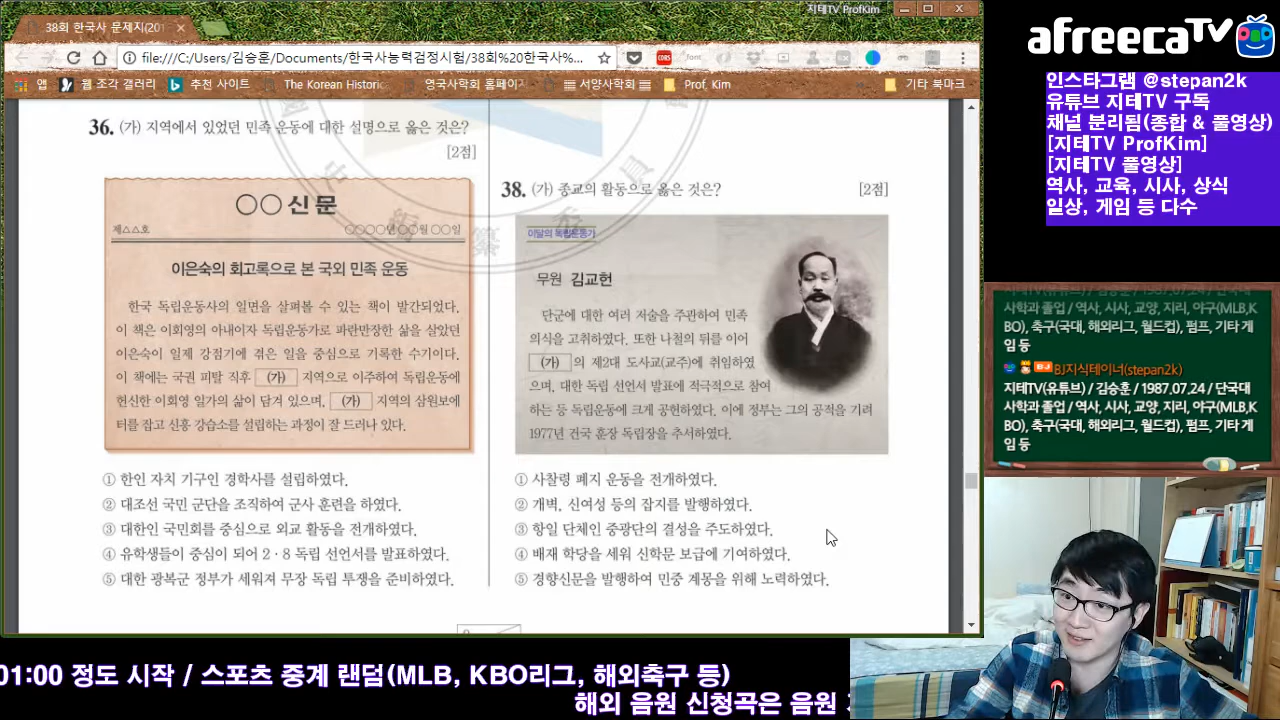 지테TV ProfKim
38회 한국사 문제지(201
file:///C:/Users/김승훈/Documents/한국사능력검정시험/38회%20한국사%...
앱
웹 조각 갤러리
추천 사이트
The Korean Historic
영국사학회 홈페이지
서양사학회
Prof. Kim
기타 북마크
36. (가) 지역에서 있었던 민족 운동에 대한 설명으로 옳은 것은?
[2점]
○○신문
제△△호
○○○○년○○월 ○○일
이은숙의 회고록으로 본 국외 민족 운동
한국 독립운동사의 일면을 살펴볼 수 있는 책이 발간되었다.
이 책은 이회영의 아내이자 독립운동가로 파란만장한 삶을 살았던
이은숙이 일제 강점기에 겪은 일을 중심으로 기록한 수기이다.
이 책에는 국권 피탈 직후 (가) 지역으로 이주하여 독립운동에
헌신한 이회영 일가의 삶이 담겨 있으며, (가) 지역의 삼원보에
터를 잡고 신흥 강습소를 설립하는 과정이 잘 드러나 있다.
① 한인 자치 기구인 경학사를 설립하였다.
② 대조선 국민 군단을 조직하여 군사 훈련을 하였다.
③ 대한인 국민회를 중심으로 외교 활동을 전개하였다.
④ 유학생들이 중심이 되어 2·8 독립 선언서를 발표하였다.
⑤ 대한 광복군 정부가 세워져 무장 독립 투쟁을 준비하였다.
38. (가) 종교의 활동으로 옳은 것은?
[2점]
이달의 독립운동가
무원 김교헌
단군에 대한 여러 저술을 주관하여 민족
의식을 고취하였다. 또한 나철의 뒤를 이어
(가) 의 제2대 도사교(교주)에 취임하였
으며, 대한 독립 선언서 발표에 적극적으로 참여
하는 등 독립운동에 크게 공헌하였다. 이에 정부는 그의 공적을 기려
1977년 건국 훈장 독립장을 추서하였다.
① 사찰령 폐지 운동을 전개하였다.
② 개벽, 신여성 등의 잡지를 발행하였다.
③ 항일 단체인 중광단의 결성을 주도하였다.
④ 배재 학당을 세워 신학문 보급에 기여하였다.
⑤ 경향신문을 발행하여 민중 계몽을 위해 노력하였다.
afreecaTV
인스타그램 @stepan2k
유튜브 지테TV 구독
채널 분리됨(종합 & 풀영상)
[지테TV ProfKim]
[지테TV 풀영상]
역사, 교육, 시사, 상식
일상, 게임 등 다수
지테TV(유튜브) / 김승훈 / 1987.07.24 / 단국대
사학과 졸업 / 역사, 시사, 교양, 지리, 야구(MLB,K
BO), 축구(국대, 해외리그, 월드컵), 펌프, 기타 게
임 등
BJ지식테이너(stepan2k)
지테TV(유튜브) / 김승훈 / 1987.07.24 / 단국대
사학과 졸업 / 역사, 시사, 교양, 지리, 야구(MLB,K
BO), 축구(국대, 해외리그, 월드컵), 펌프, 기타 게
임 등
01:00 정도 시작 / 스포츠 중계 랜덤(MLB, KBO리그, 해외축구 등)
해외 음원 신청곡은 음원